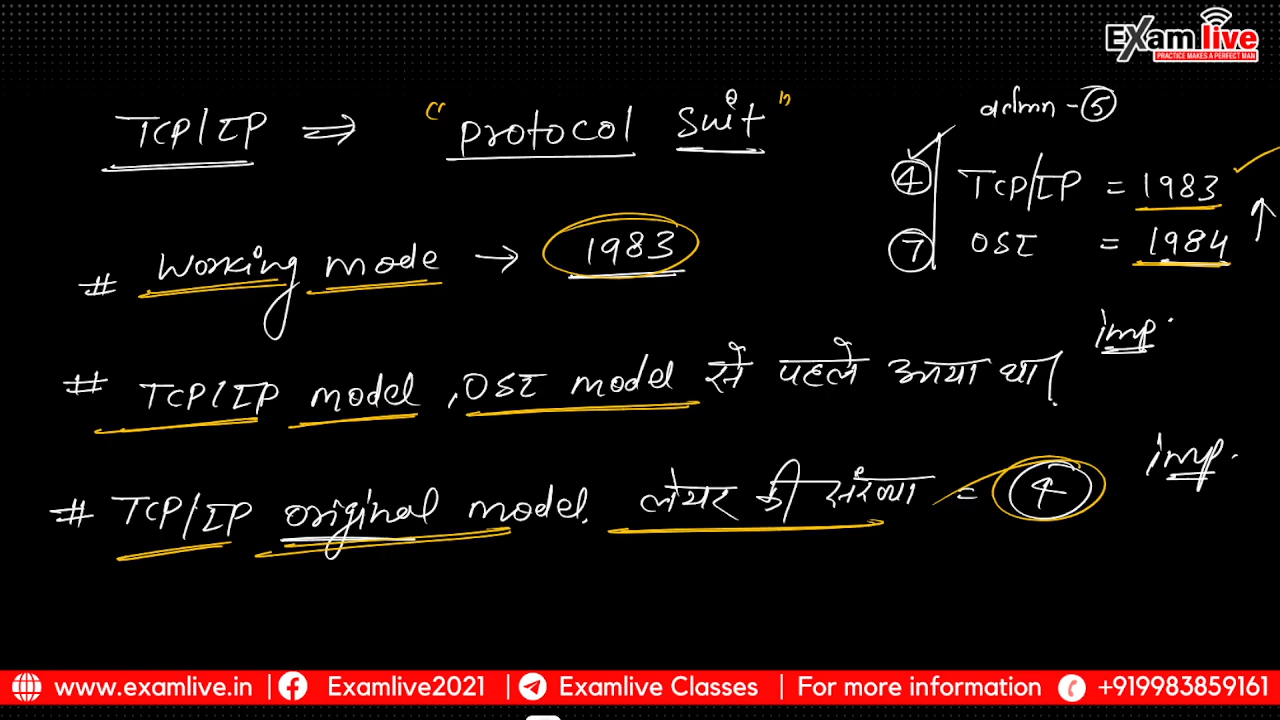 Exam live
PRACTICE MAKES A PERFECT MAN
TCP/IP ⇒ "Protocol Suit"
e
- 5
4 TCP/IP = 1983
7 OSI = 1984
# Working mode → 1983
imp.
# TCP/IP model, OSI model से पहले आया था।
imp.
# TCP/IP original model. लेयर की संख्या = 4
www.examlive.in | Examlive2021 | Examlive Classes | For more information +919983859161